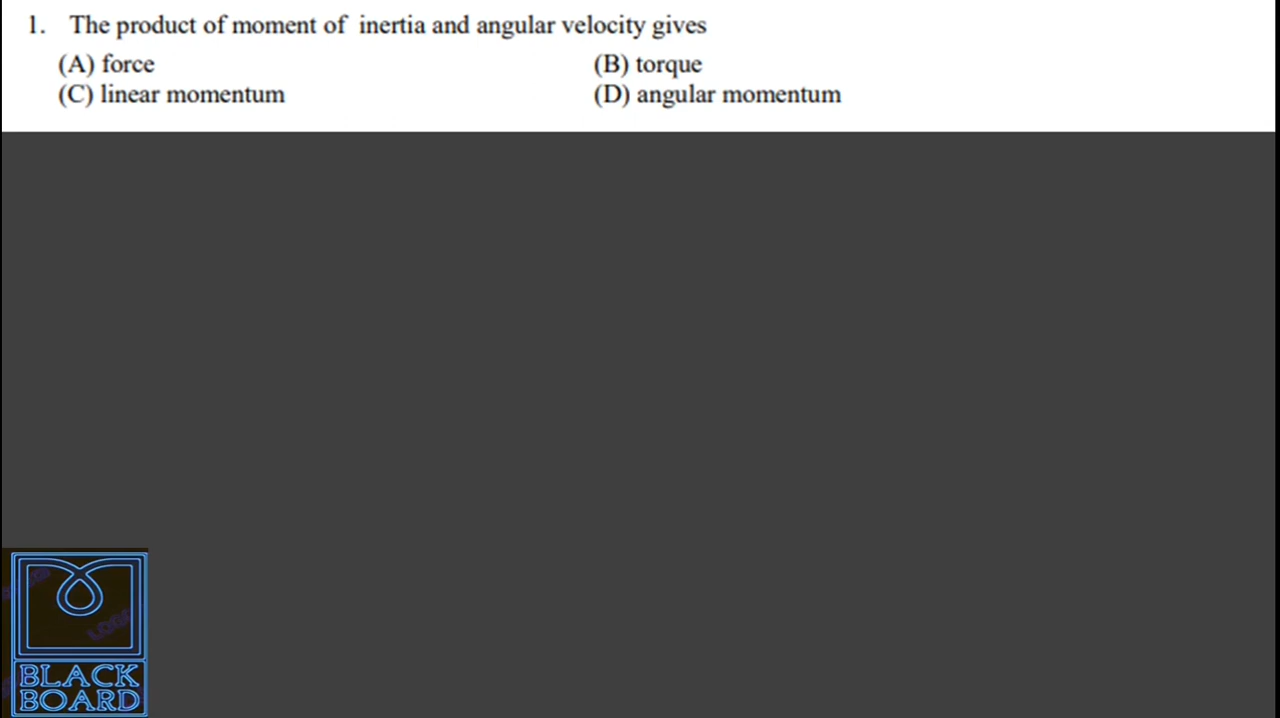 1. The product of moment of inertia and angular velocity gives
(A) force (B) torque
(C) linear momentum (D) angular momentum
BLACK
BOARD